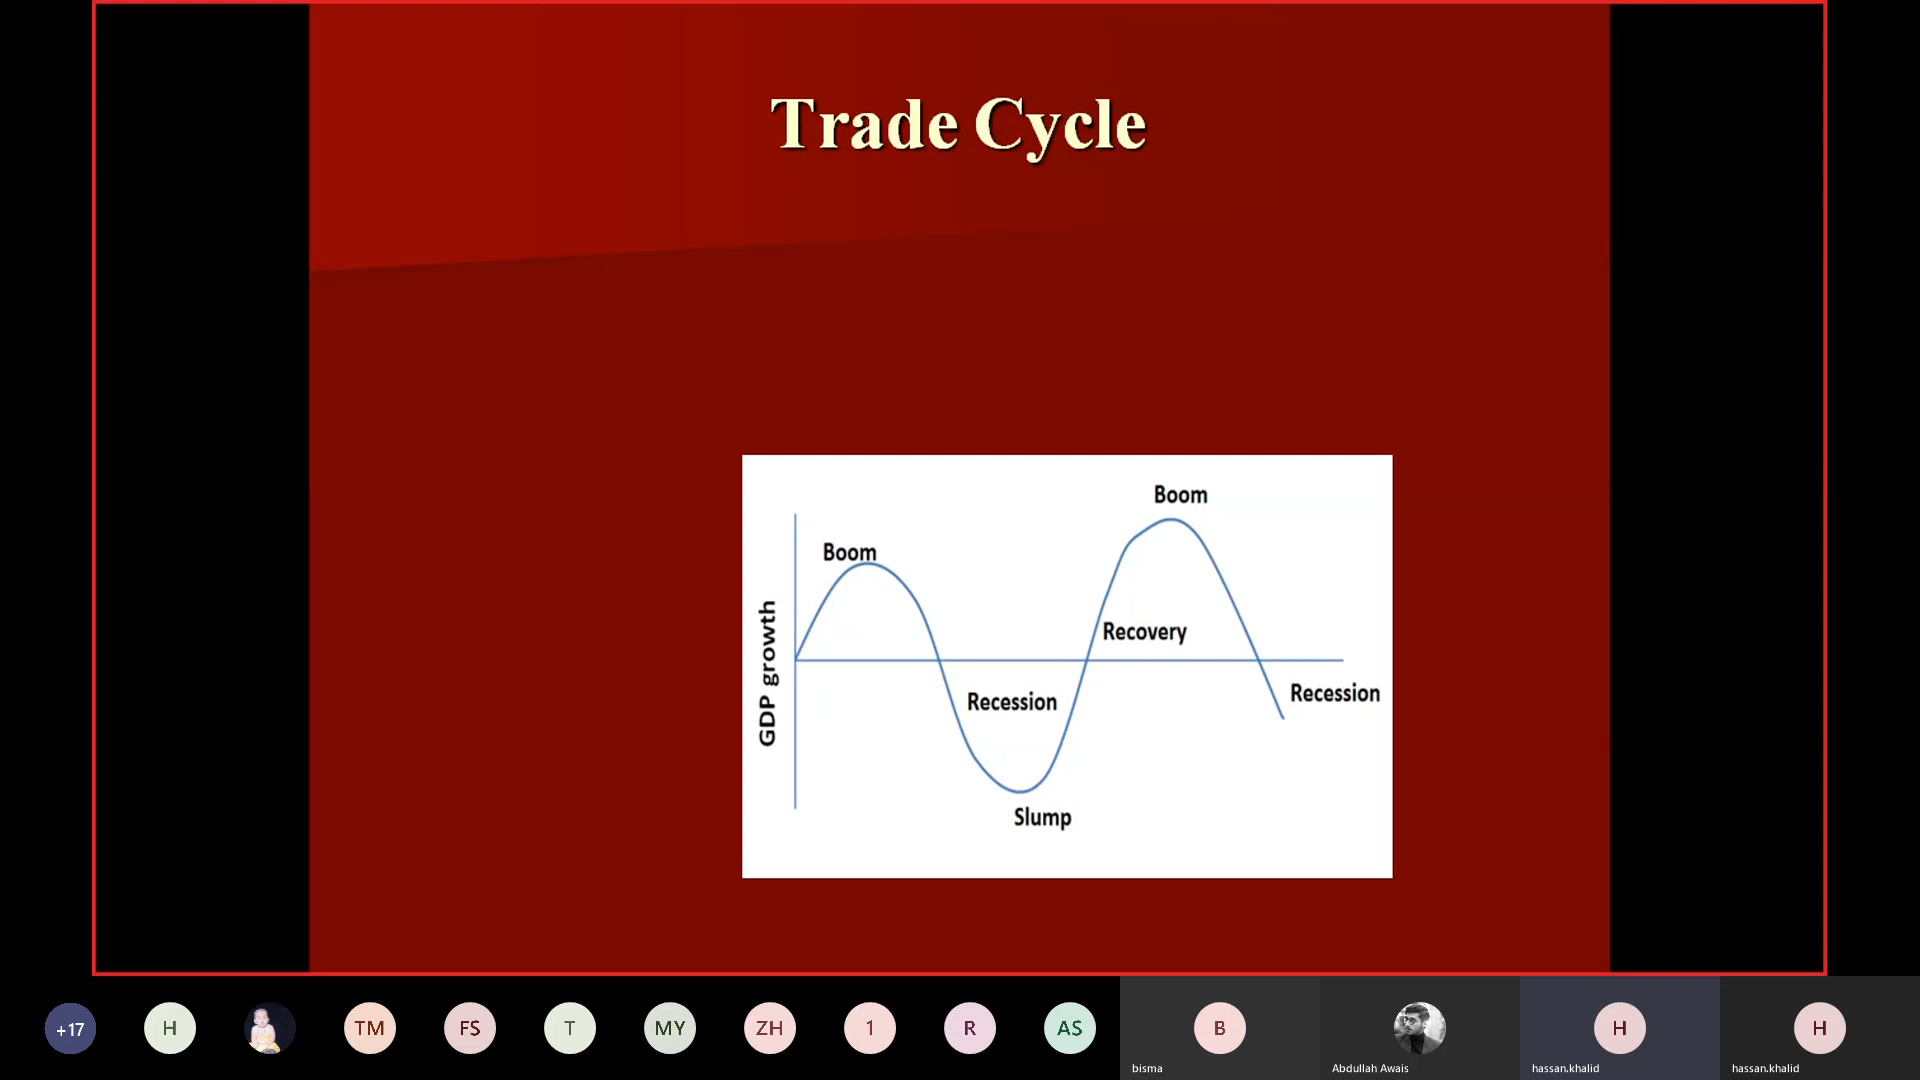 Trade Cycle
Boom
Boom
GDP growth
Recovery
Recession
Recession
Slump
+17
H
TM
FS
T
MY
ZH
1
R
AS
B
H
H
bisma
Abdullah Awais
hassan.khalid
hassan.khalid